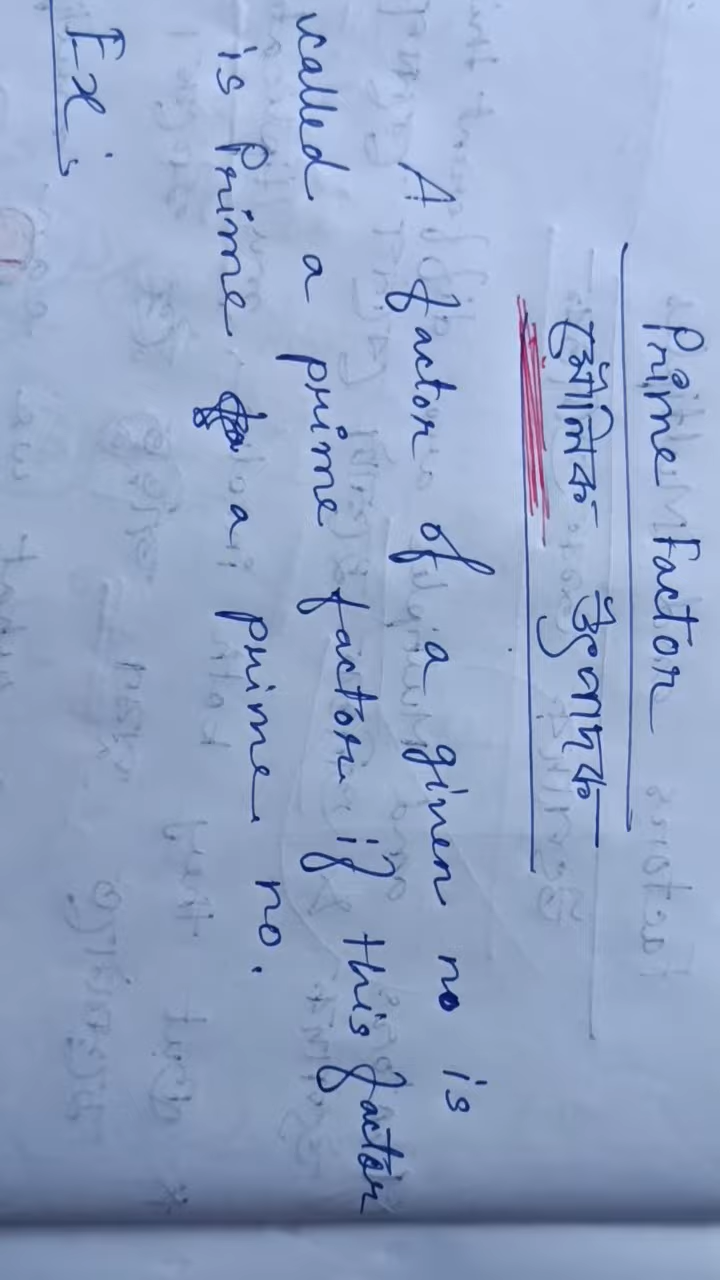 Prime Factor
মৌলিক উৎপাদক
A factor of a given no is
called a prime factor if this factor
is Prime a prime no.
Ex: